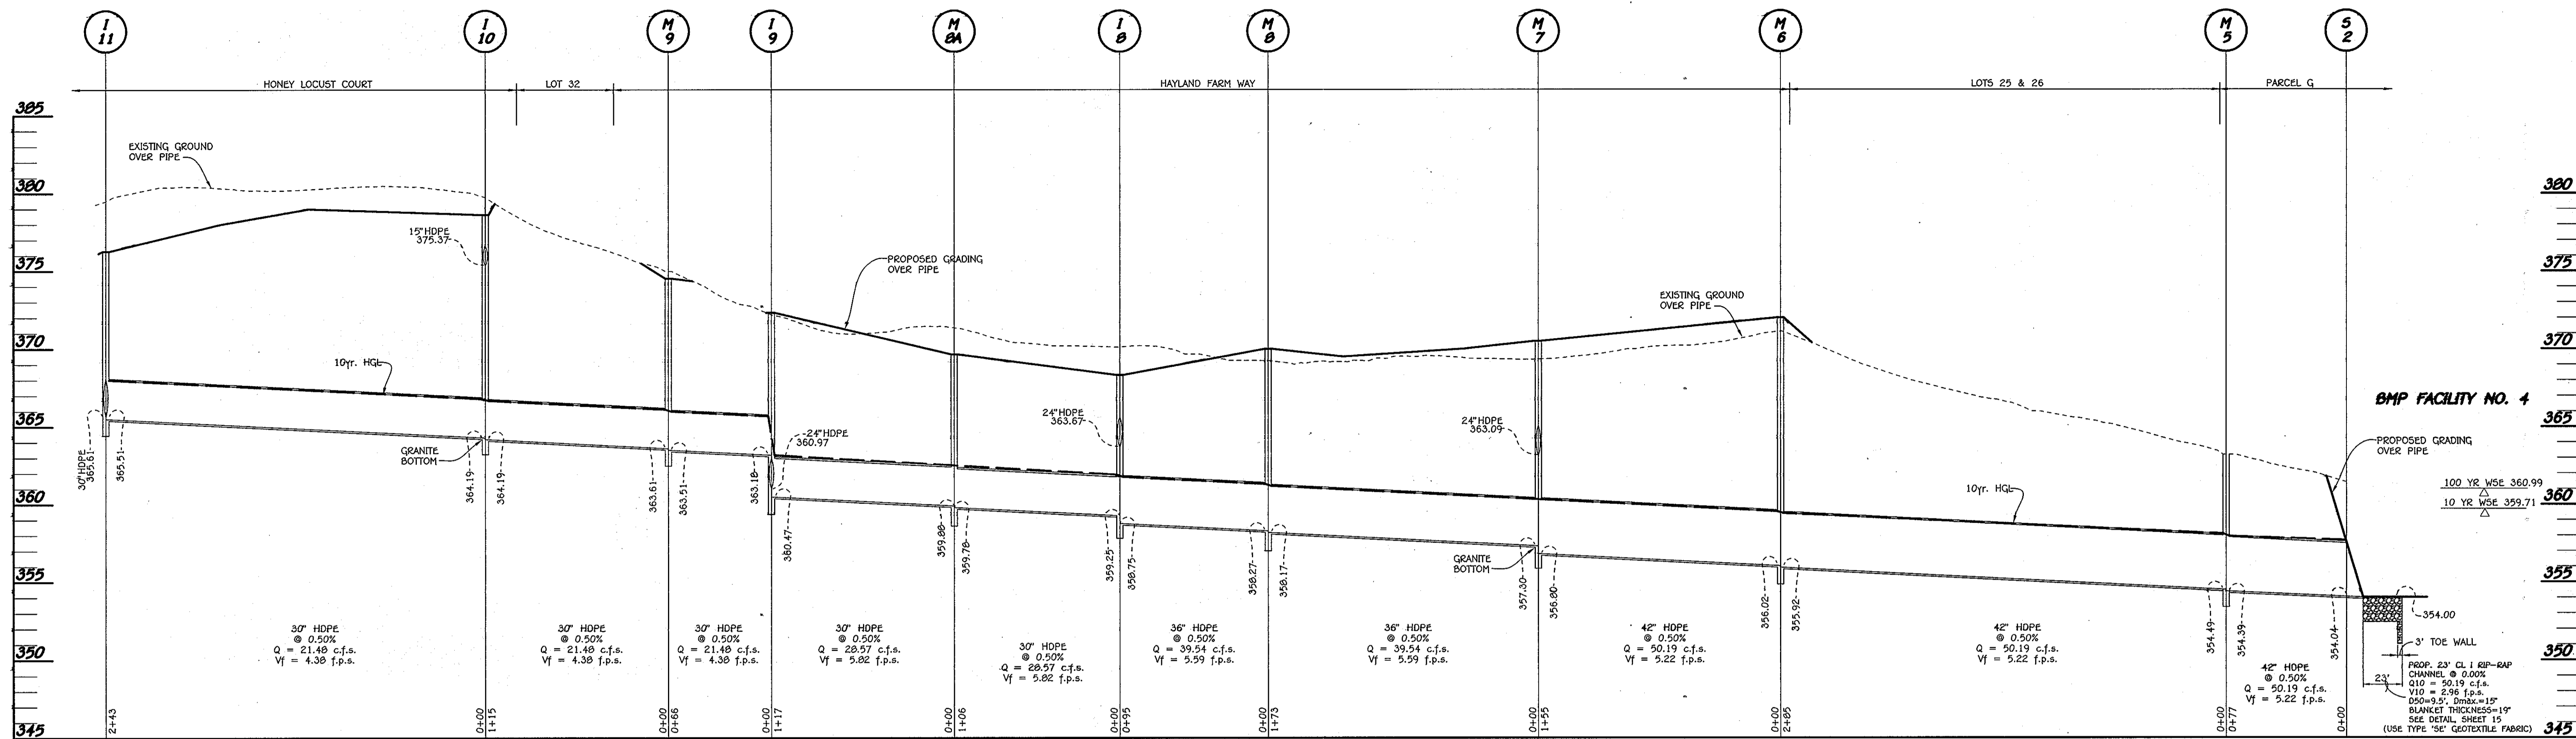 I
11
I
10
M
9
I
9
M
8A
I
8
M
8
M
7
M
6
M
5
S
2
HONEY LOCUST COURT
LOT 32
HAYLAND FARM WAY
LOTS 25 & 26
PARCEL G
385
380
375
370
365
360
355
350
345
380
375
370
365
360
355
350
345
EXISTING GROUND
OVER PIPE
15" HDPE
375.37
PROPOSED GRADING
OVER PIPE
EXISTING GROUND
OVER PIPE
10yr. HGL
24" HDPE
363.67
24" HDPE
363.09
24" HDPE
360.97
GRANITE
BOTTOM
GRANITE
BOTTOM
10yr. HGL
BMP FACILITY NO. 4
PROPOSED GRADING
OVER PIPE
100 YR WSE 360.99
10 YR WSE 359.71
30" HDPE
365.61
365.51
364.19
364.19
363.61
363.51
363.18
360.47
359.88
359.78
359.25
358.75
358.27
358.17
357.30
356.80
356.02
355.92
354.49
354.39
354.04
354.00
30" HDPE
@ 0.50%
Q = 21.48 c.f.s.
Vf = 4.38 f.p.s.
30" HDPE
@ 0.50%
Q = 21.48 c.f.s.
Vf = 4.38 f.p.s.
30" HDPE
@ 0.50%
Q = 21.48 c.f.s.
Vf = 4.38 f.p.s.
30" HDPE
@ 0.50%
Q = 28.57 c.f.s.
Vf = 5.82 f.p.s.
30" HDPE
@ 0.50%
Q = 28.57 c.f.s.
Vf = 5.82 f.p.s.
36" HDPE
@ 0.50%
Q = 39.54 c.f.s.
Vf = 5.59 f.p.s.
36" HDPE
@ 0.50%
Q = 39.54 c.f.s.
Vf = 5.59 f.p.s.
42" HDPE
@ 0.50%
Q = 50.19 c.f.s.
Vf = 5.22 f.p.s.
42" HDPE
@ 0.50%
Q = 50.19 c.f.s.
Vf = 5.22 f.p.s.
42" HDPE
@ 0.50%
Q = 50.19 c.f.s.
Vf = 5.22 f.p.s.
3' TOE WALL
23'
PROP. 23' CL I RIP-RAP
CHANNEL @ 0.00%
Q10 = 50.19 c.f.s.
V10 = 2.96 f.p.s.
D50=9.5", Dmax.=15"
BLANKET THICKNESS=19"
SEE DETAIL, SHEET 15
(USE TYPE 'SE' GEOTEXTILE FABRIC)
2+43
0+00
1+15
0+00
0+66
0+00
1+17
0+00
1+06
0+00
0+95
0+00
1+73
0+00
1+55
0+00
2+85
0+00
0+77
0+00